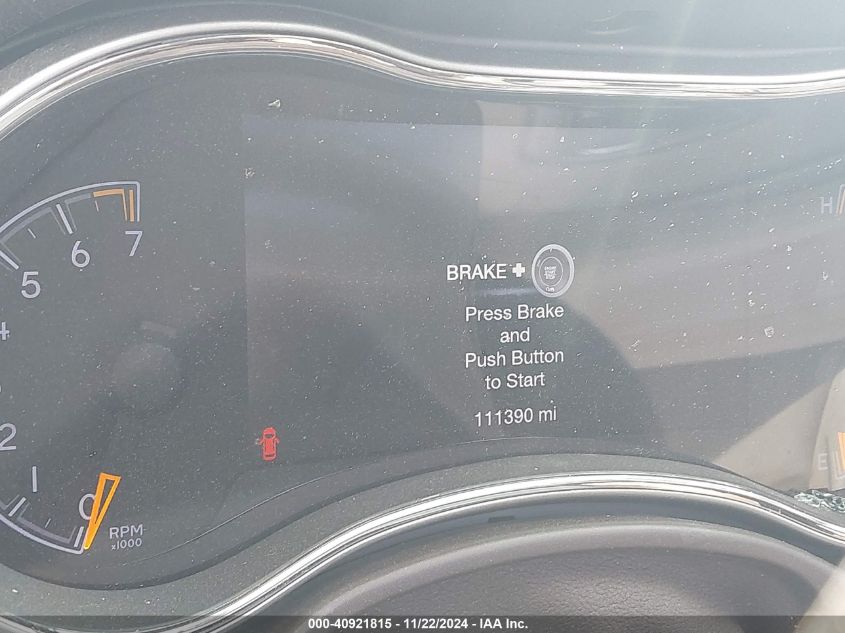 7
6
5
4
2
1
0
RPM
x1000
BRAKE +
Press Brake
and
Push Button
to Start
111390 mi
H
E
000-40921815 - 11/22/2024 - IAA Inc.